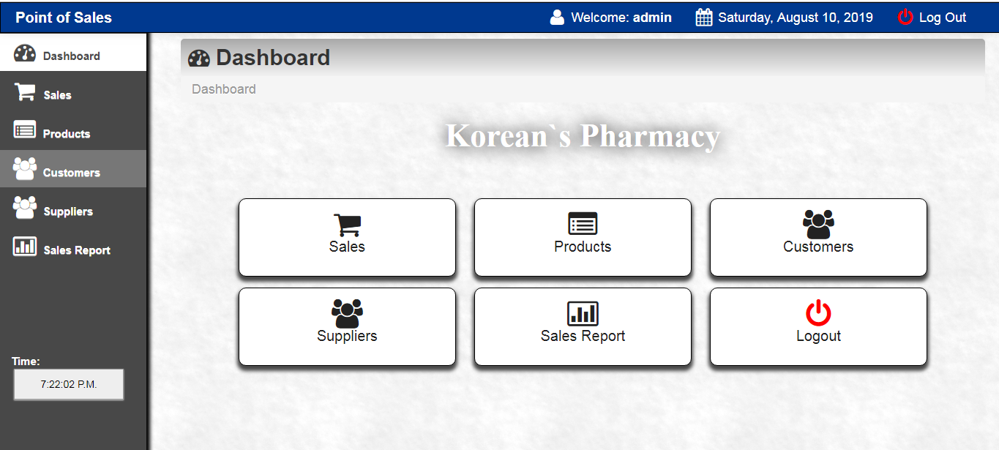 Point of Sales
Welcome: admin
Saturday, August 10, 2019
Log Out
Dashboard
Sales
Products
Customers
Suppliers
Sales Report
Time:
7:22:02 P.M.
Dashboard
Dashboard
Korean`s Pharmacy
Sales
Products
Customers
Suppliers
Sales Report
Logout